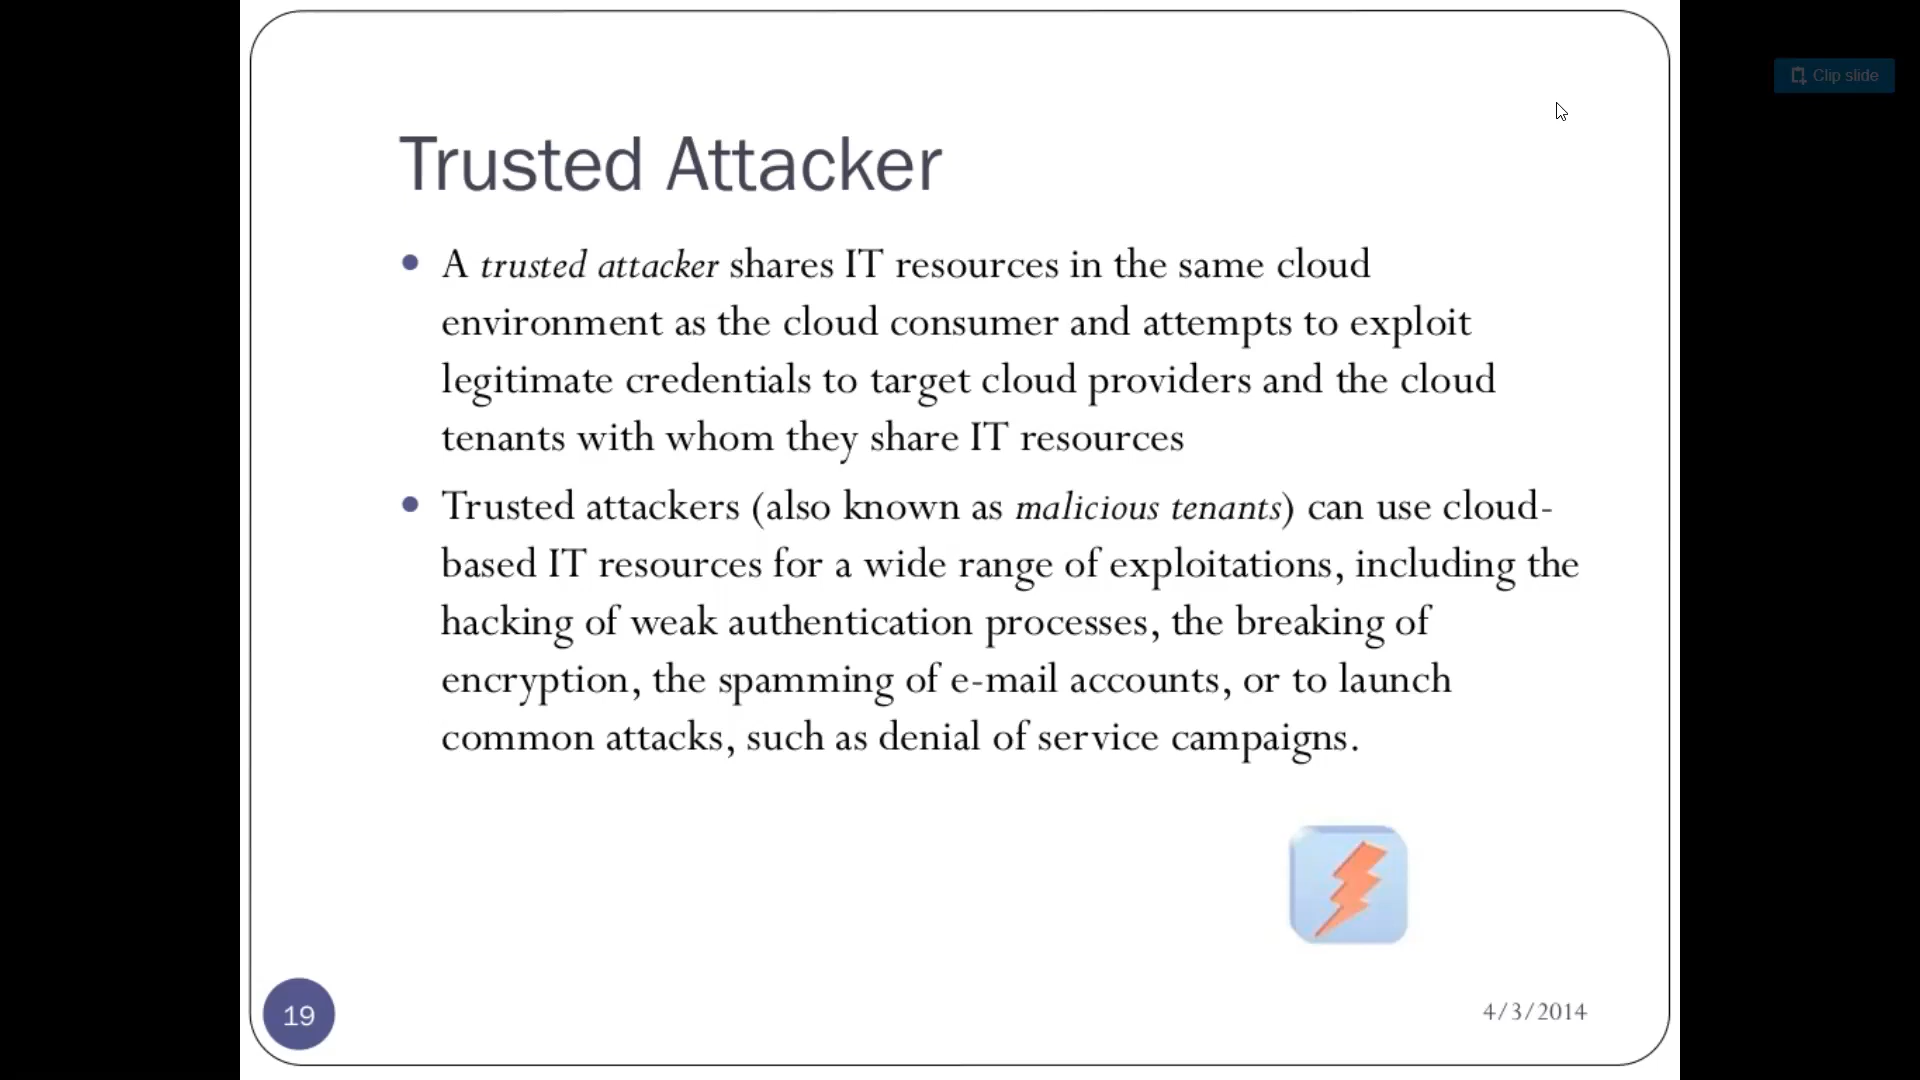 Clip slide
Trusted Attacker
• A trusted attacker shares IT resources in the same cloud
environment as the cloud consumer and attempts to exploit
legitimate credentials to target cloud providers and the cloud
tenants with whom they share IT resources
• Trusted attackers (also known as malicious tenants) can use cloud-
based IT resources for a wide range of exploitations, including the
hacking of weak authentication processes, the breaking of
encryption, the spamming of e-mail accounts, or to launch
common attacks, such as denial of service campaigns.
19
4/3/2014